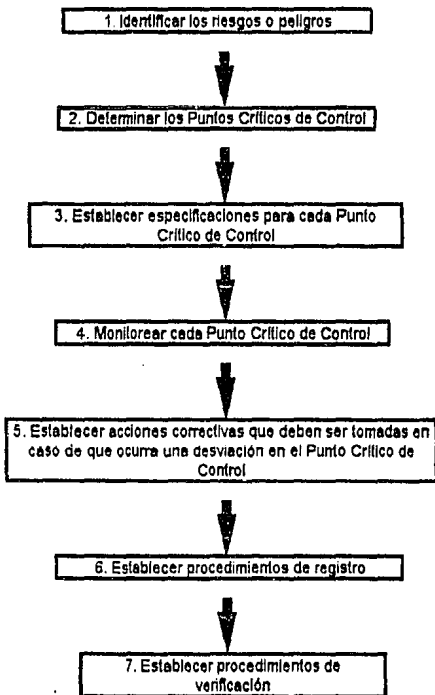 1. Identificar los riesgos o peligros
2. Determinar los Puntos Críticos de Control
3. Establecer especificaciones para cada Punto
Crítico de Control
4. Monitorear cada Punto Crítico de Control
5. Establecer acciones correctivas que deben ser tomadas en
caso de que ocurra una desviación en el Punto Crítico de
Control
6. Establecer procedimientos de registro
7. Establecer procedimientos de
verificación